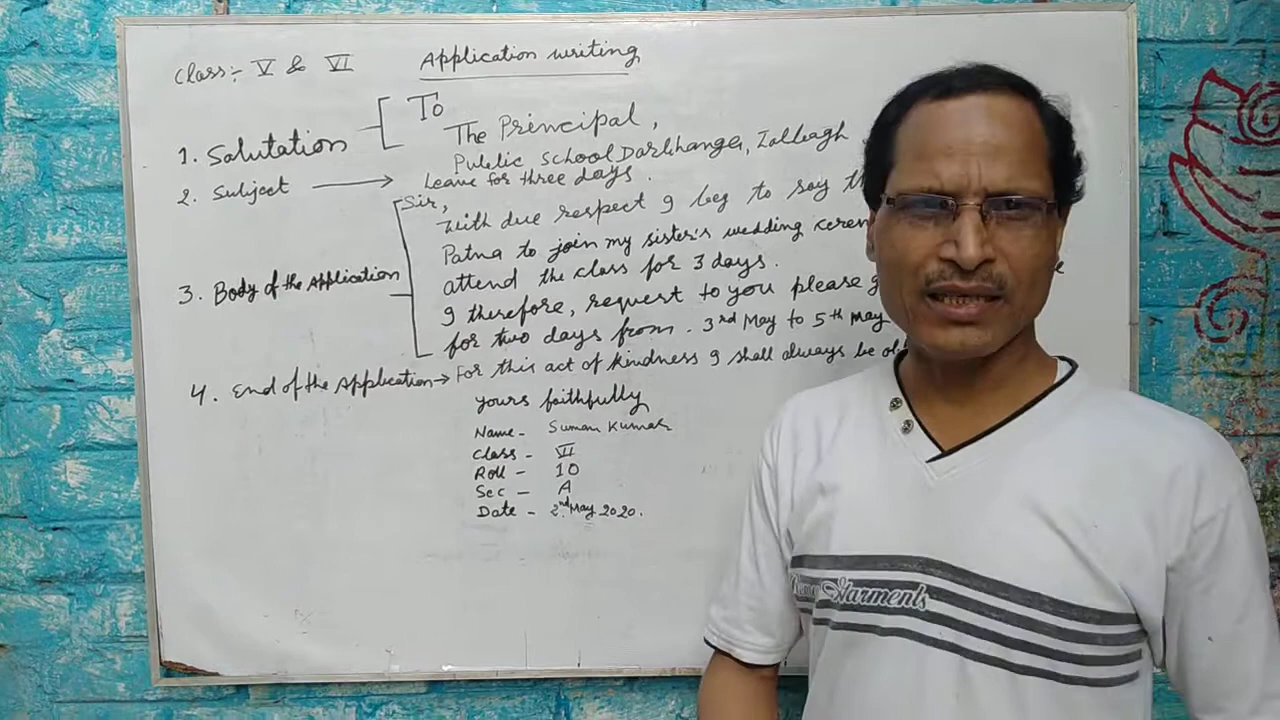 Class:- V & VI Application writing
1. Salutation To
The Principal,
Public School Darbhanga, Lalbagh
2. Subject → Leave for three days.
3. Body of the Application Sir,
with due respect I beg to say
Patna to join my sister's wedding
attend the class for 3 days.
I therefore, request to you please
for two days from. 3rd May to 5th May
4. End of the Application → For this act of kindness I shall always be
yours faithfully
Name - Suman Kumar
Class - VI
Roll - 10
Sec - A
Date - 2nd May 2020.
Garments